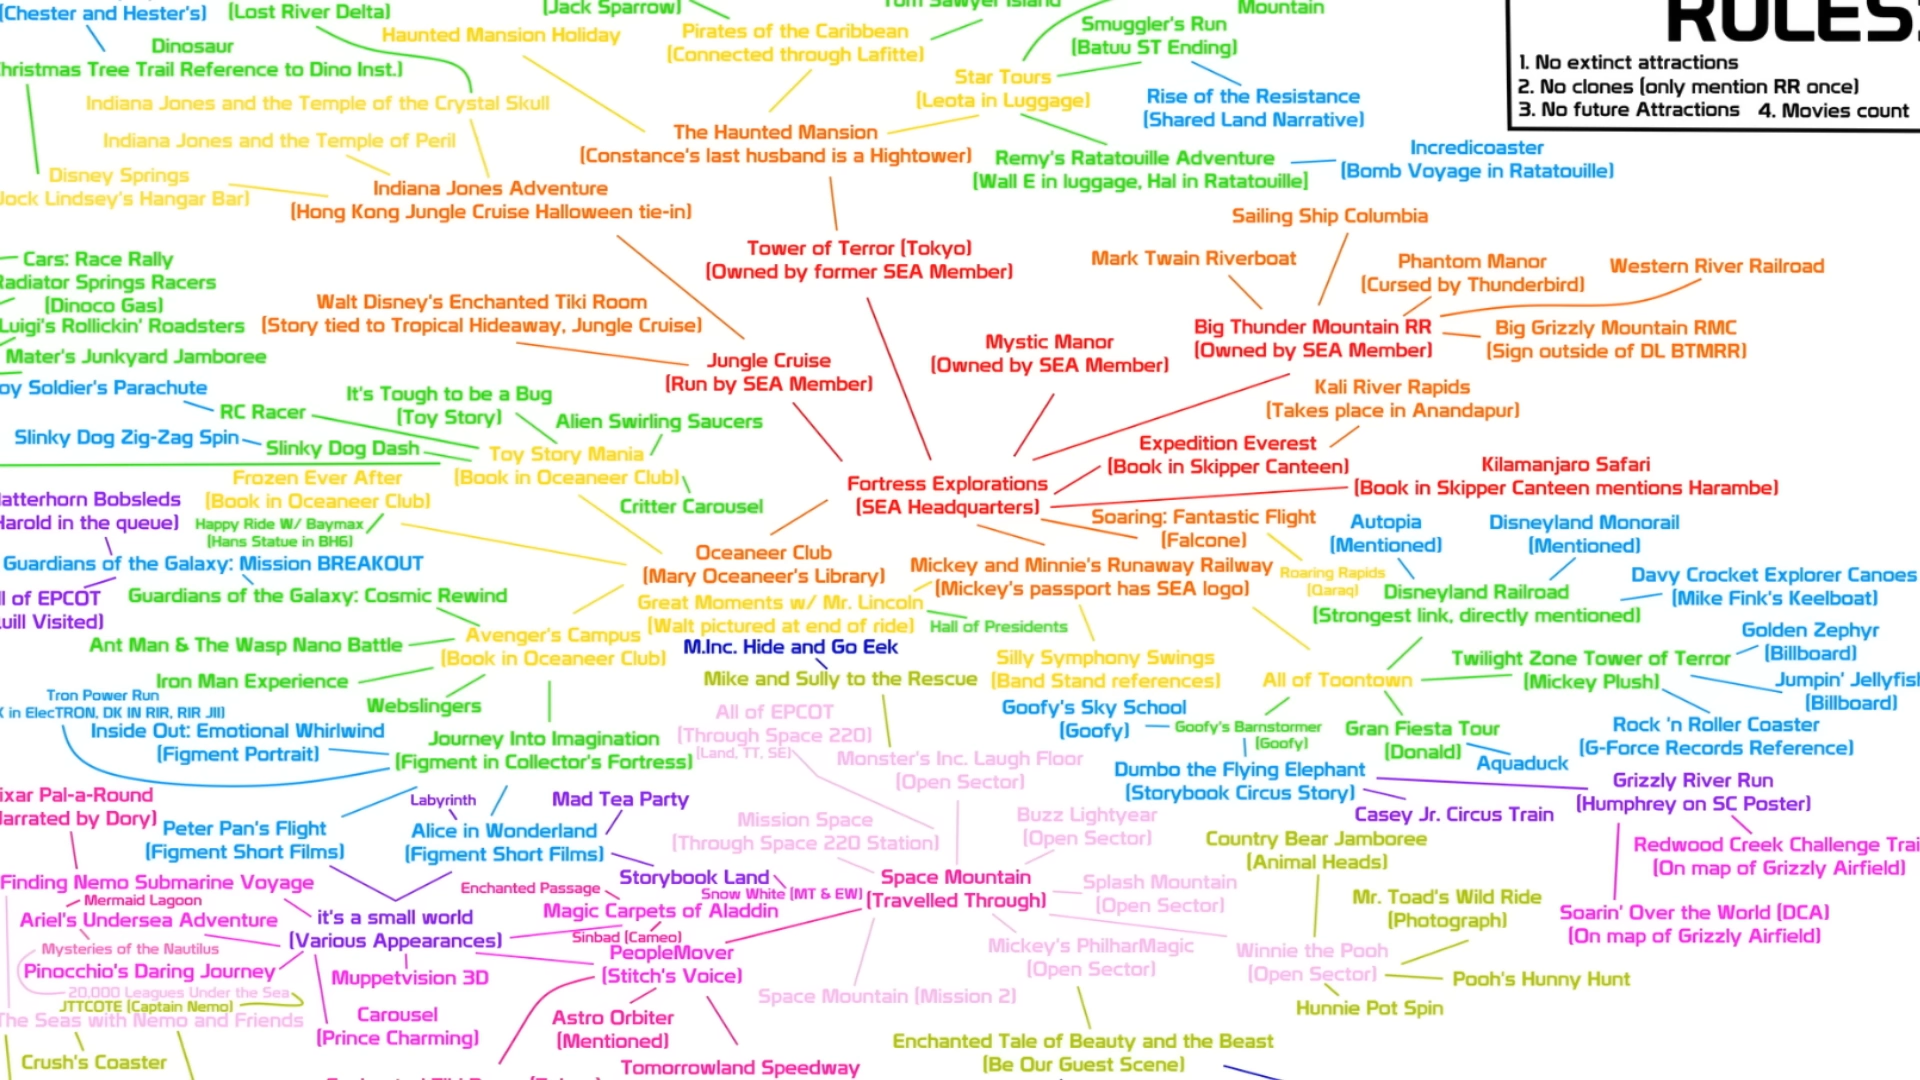 (Chester and Hester's)
(Lost River Delta)
(Jack Sparrow)
Tom Sawyer Island
Mountain
RULES:
1. No extinct attractions
2. No clones (only mention RR once)
3. No future Attractions 4. Movies count
Haunted Mansion Holiday
Pirates of the Caribbean
(Connected through Lafitte)
Smuggler's Run
(Batuu ST Ending)
Dinosaur
hristmas Tree Trail Reference to Dino Inst.)
Star Tours
(Leota in Luggage)
Rise of the Resistance
(Shared Land Narrative)
Indiana Jones and the Temple of the Crystal Skull
Indiana Jones and the Temple of Peril
The Haunted Mansion
(Constance's last husband is a Hightower)
Remy's Ratatouille Adventure
(Wall E in luggage, Hal in Ratatouille)
Incredicoaster
(Bomb Voyage in Ratatouille)
Disney Springs
Jock Lindsey's Hangar Bar)
Indiana Jones Adventure
(Hong Kong Jungle Cruise Halloween tie-in)
Sailing Ship Columbia
Tower of Terror (Tokyo)
(Owned by former SEA Member)
Mark Twain Riverboat
Phantom Manor
(Cursed by Thunderbird)
Western River Railroad
Cars: Race Rally
Radiator Springs Racers
(Dinoco Gas)
Luigi's Rollickin' Roadsters
Mater's Junkyard Jamboree
Walt Disney's Enchanted Tiki Room
(Story tied to Tropical Hideaway, Jungle Cruise)
Big Thunder Mountain RR
(Owned by SEA Member)
Big Grizzly Mountain RMC
(Sign outside of DL BTMRR)
Mystic Manor
(Owned by SEA Member)
Jungle Cruise
(Run by SEA Member)
oy Soldier's Parachute
RC Racer
It's Tough to be a Bug
(Toy Story)
Alien Swirling Saucers
Kali River Rapids
(Takes place in Anandapur)
Slinky Dog Zig-Zag Spin
Slinky Dog Dash
Toy Story Mania
(Book in Oceaneer Club)
Expedition Everest
(Book in Skipper Canteen)
Kilamanjaro Safari
(Book in Skipper Canteen mentions Harambe)
Frozen Ever After
(Book in Oceaneer Club)
Critter Carousel
Fortress Explorations
(SEA Headquarters)
atterhorn Bobsleds
Harold in the queue)
Happy Ride W/ Baymax
(Hans Statue in BH6)
Soaring: Fantastic Flight
(Falcone)
Autopia
(Mentioned)
Disneyland Monorail
(Mentioned)
Guardians of the Galaxy: Mission BREAKOUT
Oceaneer Club
(Mary Oceaneer's Library)
Mickey and Minnie's Runaway Railway
(Mickey's passport has SEA logo)
Roaring Rapids
(Qaraq)
Disneyland Railroad
(Strongest link, directly mentioned)
Davy Crocket Explorer Canoes
(Mike Fink's Keelboat)
ll of EPCOT
uill Visited)
Guardians of the Galaxy: Cosmic Rewind
Great Moments w/ Mr. Lincoln
(Walt pictured at end of ride)
Hall of Presidents
Ant Man & The Wasp Nano Battle
Avenger's Campus
(Book in Oceaneer Club)
M.Inc. Hide and Go Eek
Mike and Sully to the Rescue
Silly Symphony Swings
(Band Stand references)
All of Toontown
Twilight Zone Tower of Terror
(Mickey Plush)
Golden Zephyr
(Billboard)
Jumpin' Jellyfish
(Billboard)
Iron Man Experience
Webslingers
Tron Power Run
K in ElecTRON, DK IN RIR, RIR JII)
Inside Out: Emotional Whirlwind
(Figment Portrait)
Journey Into Imagination
(Figment in Collector's Fortress)
All of EPCOT
(Through Space 220)
(Land, TT, SE)
Monster's Inc. Laugh Floor
(Open Sector)
Goofy's Sky School
(Goofy)
Goofy's Barnstormer
(Goofy)
Gran Fiesta Tour
(Donald)
Aquaduck
Rock 'n Roller Coaster
(G-Force Records Reference)
Dumbo the Flying Elephant
(Storybook Circus Story)
Casey Jr. Circus Train
Grizzly River Run
(Humphrey on SC Poster)
ixar Pal-a-Round
arrated by Dory)
Peter Pan's Flight
(Figment Short Films)
Labyrinth
Mad Tea Party
Alice in Wonderland
(Figment Short Films)
Mission Space
(Through Space 220 Station)
Buzz Lightyear
(Open Sector)
Country Bear Jamboree
(Animal Heads)
Redwood Creek Challenge Trai
(On map of Grizzly Airfield)
Finding Nemo Submarine Voyage
Mermaid Lagoon
Ariel's Undersea Adventure
Enchanted Passage
Storybook Land
Snow White (MT & EW)
Space Mountain
(Travelled Through)
Splash Mountain
(Open Sector)
Mr. Toad's Wild Ride
(Photograph)
Soarin' Over the World (DCA)
(On map of Grizzly Airfield)
it's a small world
(Various Appearances)
Magic Carpets of Aladdin
Sinbad (Cameo)
PeopleMover
(Stitch's Voice)
Mickey's PhilharMagic
(Open Sector)
Winnie the Pooh
(Open Sector)
Pooh's Hunny Hunt
Hunnie Pot Spin
Mysteries of the Nautilus
Pinocchio's Daring Journey
20,000 Leagues Under the Sea
JTTCOTE (Captain Nemo)
The Seas with Nemo and Friends
Muppetvision 3D
Space Mountain (Mission 2)
Carousel
(Prince Charming)
Astro Orbiter
(Mentioned)
Tomorrowland Speedway
Enchanted Tale of Beauty and the Beast
(Be Our Guest Scene)
Crush's Coaster